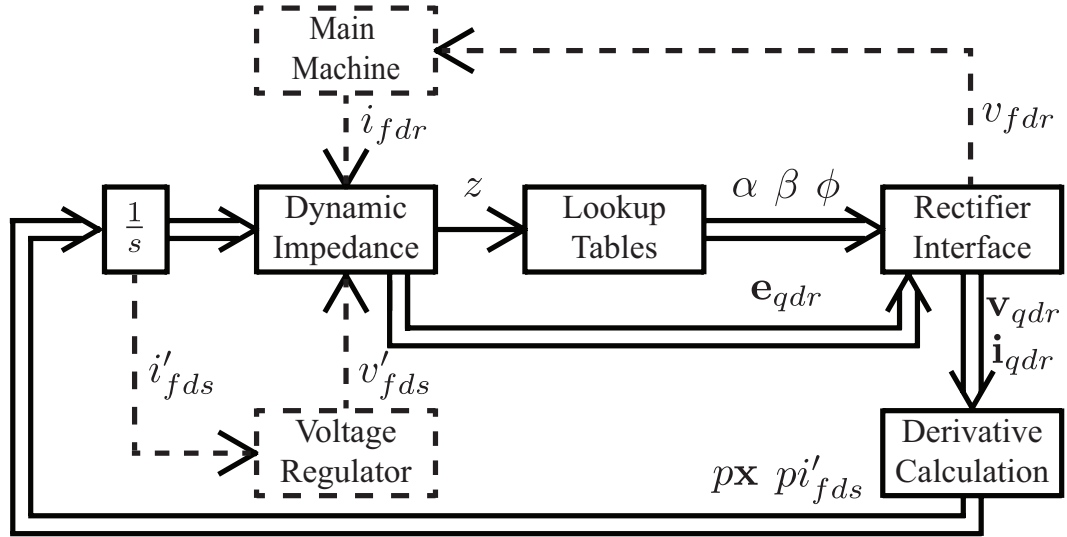 Main
Machine
i_{fdr}
v_{fdr}
1/s
Dynamic
Impedance
z
Lookup
Tables
α β ϕ
Rectifier
Interface
e_{qdr}
v_{qdr}
i_{qdr}
i'_{fds}
v'_{fds}
Voltage
Regulator
Derivative
Calculation
px pi'_{fds}